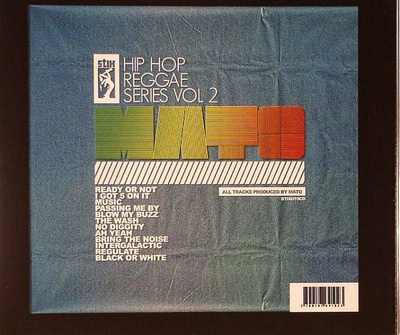 stix
HIP HOP
REGGAE
SERIES VOL 2
MATO
READY OR NOT
I GOT 5 ON IT
MUSIC
PASSING ME BY
BLOW MY BUZZ
THE WASH
NO DIGGITY
AH YEAH
BRING THE NOISE
INTERGALACTIC
REGULATE
BLACK OR WHITE
ALL TRACKS PRODUCED BY MATO